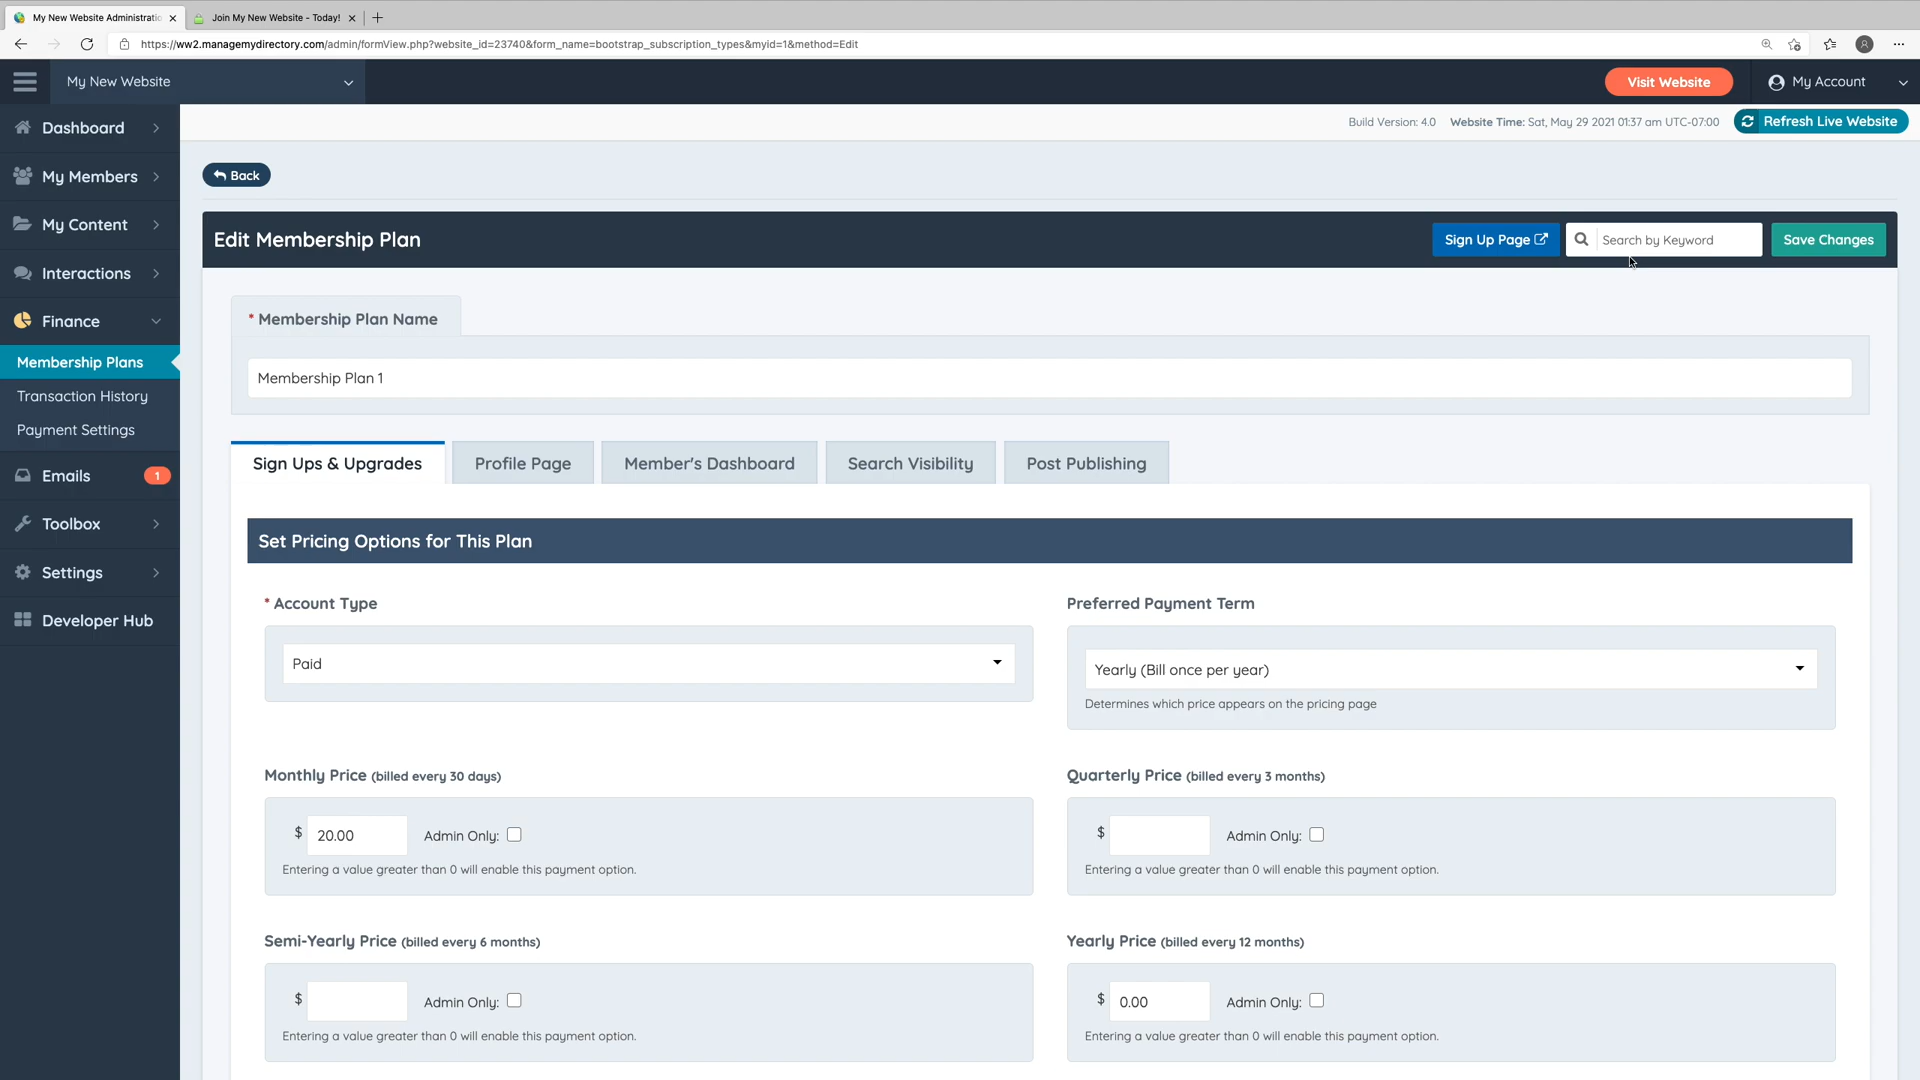 My New Website Administratio
Join My New Website - Today!
https://ww2.managemydirectory.com/admin/formView.php?website_id=23740&form_name=bootstrap_subscription_types&myid=1&method=Edit
My New Website
Visit Website
My Account
Build Version: 4.0 Website Time: Sat, May 29 2021 01:37 am UTC-07:00
Refresh Live Website
Dashboard
My Members
My Content
Interactions
Finance
Membership Plans
Transaction History
Payment Settings
Emails 1
Toolbox
Settings
Developer Hub
Back
Edit Membership Plan
Sign Up Page
Search by Keyword
Save Changes
* Membership Plan Name
Membership Plan 1
Sign Ups & Upgrades
Profile Page
Member's Dashboard
Search Visibility
Post Publishing
Set Pricing Options for This Plan
* Account Type
Paid
Preferred Payment Term
Yearly (Bill once per year)
Determines which price appears on the pricing page
Monthly Price (billed every 30 days)
$ 20.00 Admin Only:
Entering a value greater than 0 will enable this payment option.
Quarterly Price (billed every 3 months)
$ Admin Only:
Entering a value greater than 0 will enable this payment option.
Semi-Yearly Price (billed every 6 months)
$ Admin Only:
Entering a value greater than 0 will enable this payment option.
Yearly Price (billed every 12 months)
$ 0.00 Admin Only:
Entering a value greater than 0 will enable this payment option.